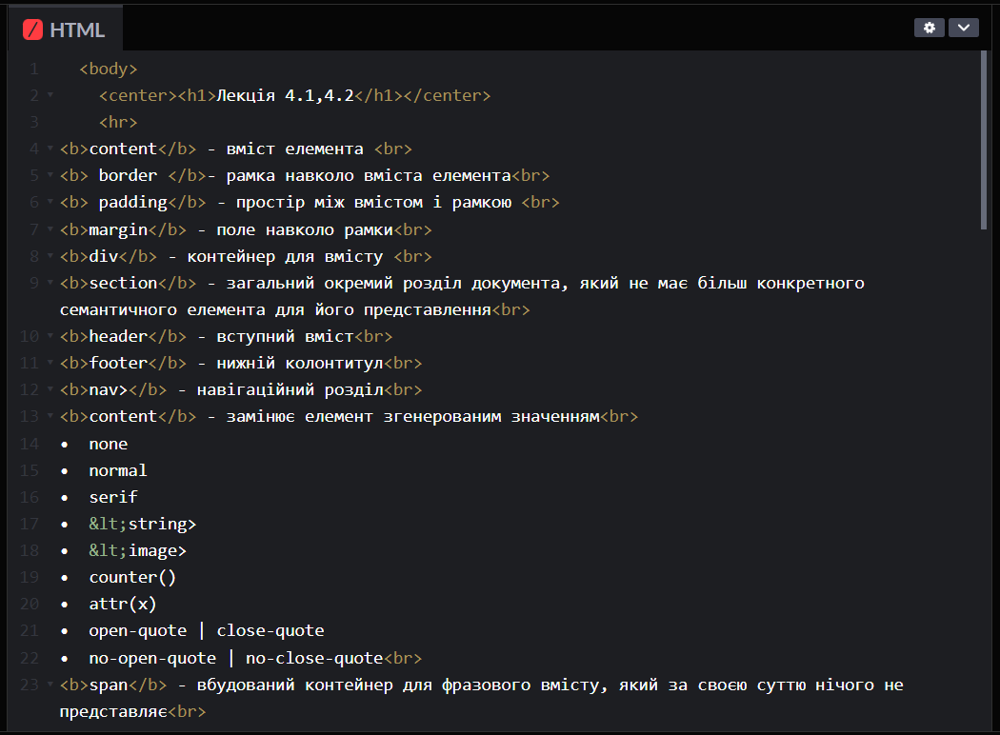 HTML
1 <body>
2 <center><h1>Лекція 4.1,4.2</h1></center>
3 <hr>
4 <b>content</b> - вміст елемента <br>
5 <b> border </b>- рамка навколо вміста елемента<br>
6 <b> padding</b> - простір між вмістом і рамкою <br>
7 <b>margin</b> - поле навколо рамки<br>
8 <b>div</b> - контейнер для вмісту <br>
9 <b>section</b> - загальний окремий розділ документа, який не має більш конкретного
семантичного елемента для його представлення<br>
10 <b>header</b> - вступний вміст<br>
11 <b>footer</b> - нижній колонтитул<br>
12 <b>nav></b> - навігаційний розділ<br>
13 <b>content</b> - замінює елемент згенерованим значенням<br>
14 • none
15 • normal
16 • serif
17 • &lt;string>
18 • &lt;image>
19 • counter()
20 • attr(x)
21 • open-quote | close-quote
22 • no-open-quote | no-close-quote<br>
23 <b>span</b> - вбудований контейнер для фразового вмісту, який за своєю суттю нічого не
представляє<br>